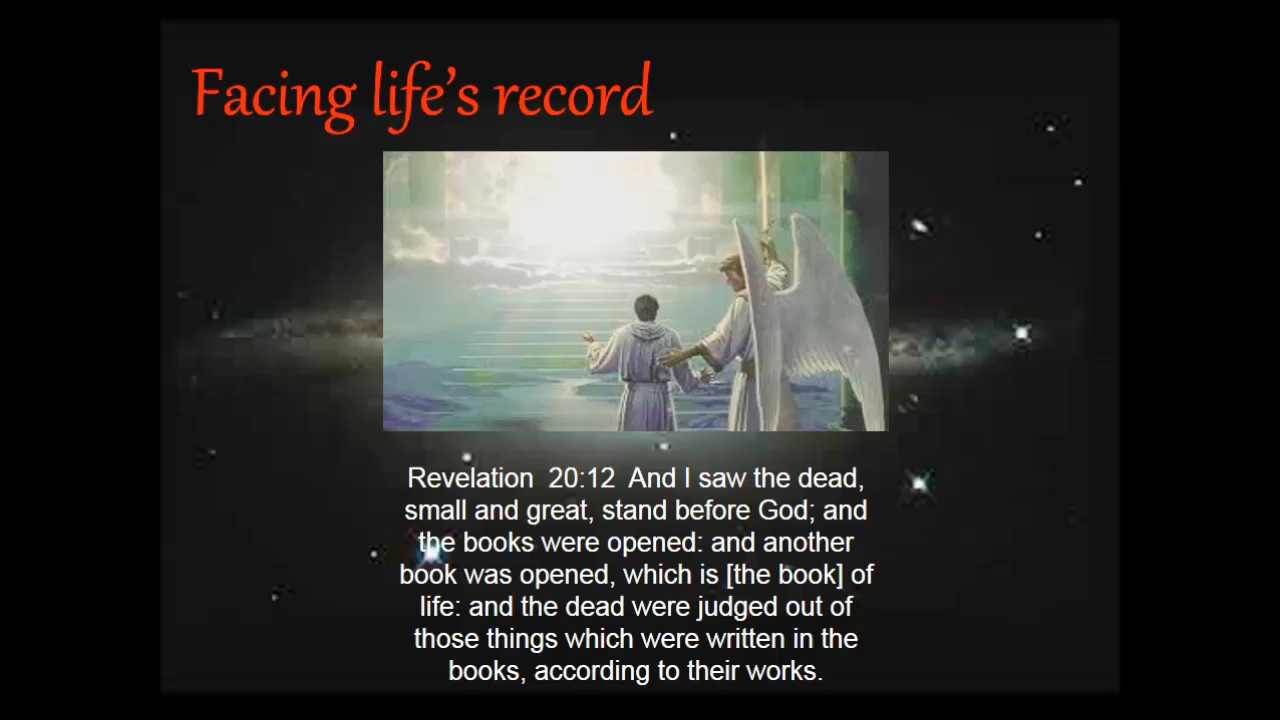 Facing life's record
Revelation  20:12  And I saw the dead,
small and great, stand before God; and
the books were opened: and another
book was opened, which is [the book] of
life: and the dead were judged out of
those things which were written in the
books, according to their works.